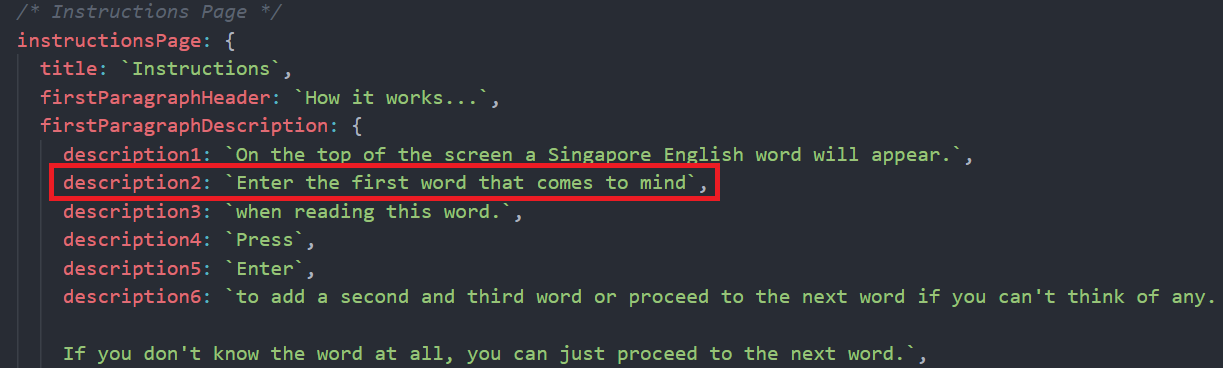 /* Instructions Page */
instructionsPage: {
title: `Instructions`,
firstParagraphHeader: `How it works...`,
firstParagraphDescription: {
description1: `On the top of the screen a Singapore English word will appear.`,
description2: `Enter the first word that comes to mind`,
description3: `when reading this word.`,
description4: `Press`,
description5: `Enter`,
description6: `to add a second and third word or proceed to the next word if you can't think of any.
If you don't know the word at all, you can just proceed to the next word.`,